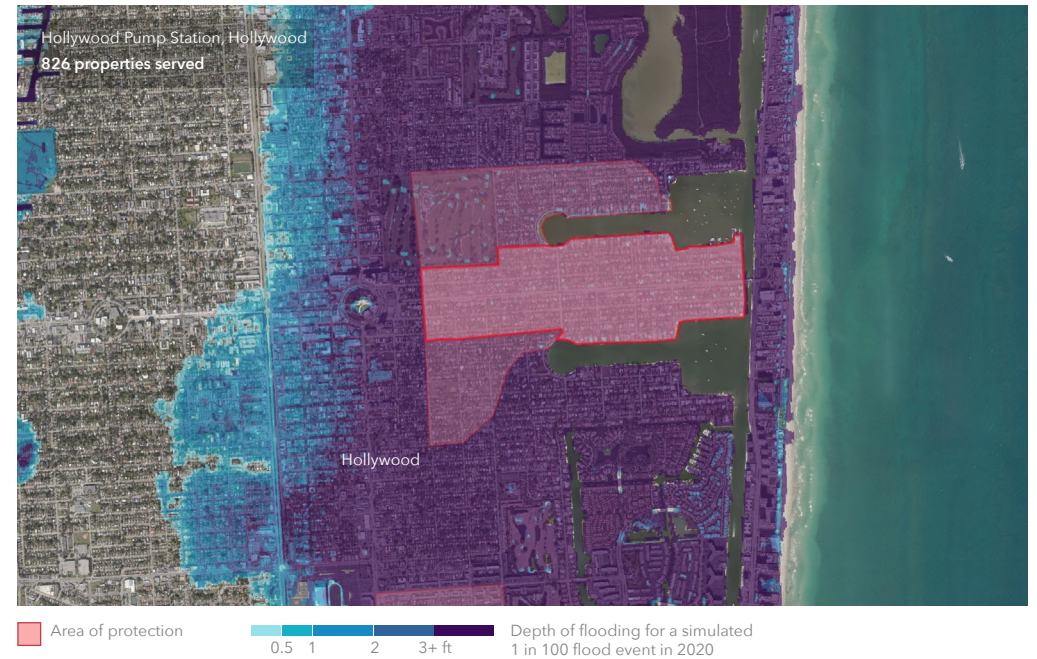 Hollywood Pump Station, Hollywood
826 properties served
Hollywood
Area of protection
0.5 1 2 3+ ft
Depth of flooding for a simulated
1 in 100 flood event in 2020